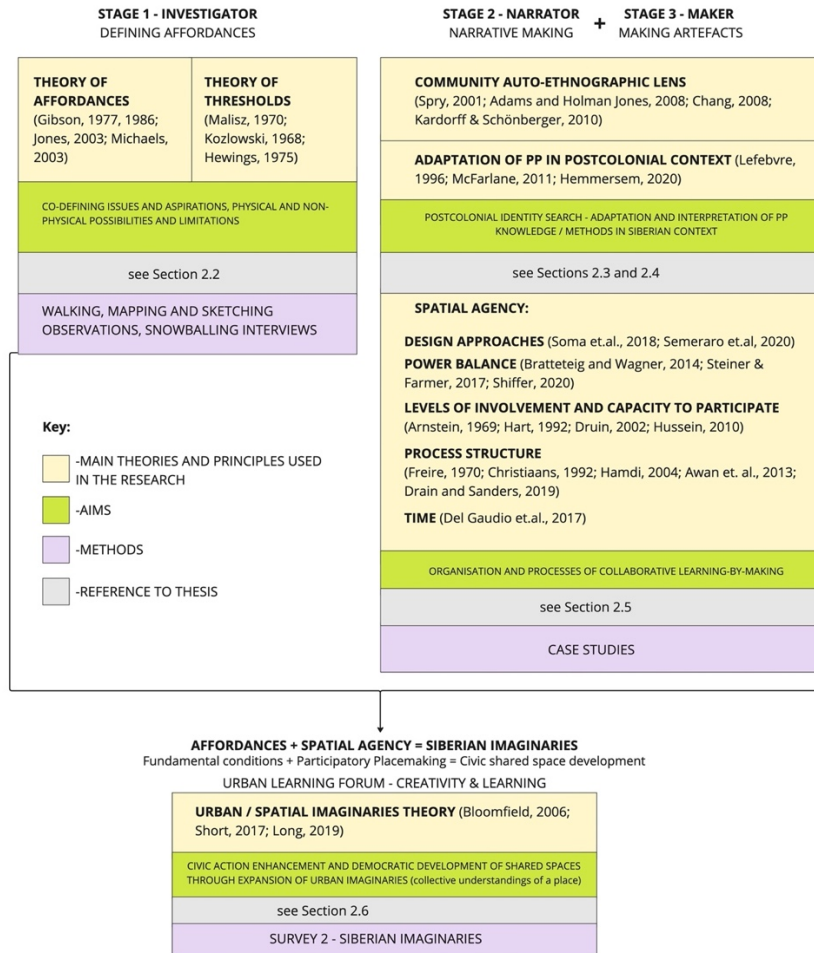 STAGE 1 - INVESTIGATOR
DEFINING AFFORDANCES
STAGE 2 - NARRATOR
NARRATIVE MAKING
+
STAGE 3 - MAKER
MAKING ARTEFACTS
THEORY OF
AFFORDANCES
(Gibson, 1977, 1986;
Jones, 2003; Michaels,
2003)
THEORY OF
THRESHOLDS
(Malisz, 1970;
Kozlowski, 1968;
Hewings, 1975)
CO-DEFINING ISSUES AND ASPIRATIONS, PHYSICAL AND NON-
PHYSICAL POSSIBILITIES AND LIMITATIONS
see Section 2.2
WALKING, MAPPING AND SKETCHING
OBSERVATIONS, SNOWBALLING INTERVIEWS
COMMUNITY AUTO-ETHNOGRAPHIC LENS
(Spry, 2001; Adams and Holman Jones, 2008; Chang, 2008;
Kardorff & Schönberger, 2010)
ADAPTATION OF PP IN POSTCOLONIAL CONTEXT (Lefebvre,
1996; McFarlane, 2011; Hemmersem, 2020)
POSTCOLONIAL IDENTITY SEARCH - ADAPTATION AND INTERPRETATION OF PP
KNOWLEDGE / METHODS IN SIBERIAN CONTEXT
see Sections 2.3 and 2.4
SPATIAL AGENCY:
DESIGN APPROACHES (Soma et.al., 2018; Semeraro et.al, 2020)
POWER BALANCE (Bratteteig and Wagner, 2014; Steiner &
Farmer, 2017; Shiffer, 2020)
LEVELS OF INVOLVEMENT AND CAPACITY TO PARTICIPATE
(Arnstein, 1969; Hart, 1992; Druin, 2002; Hussein, 2010)
PROCESS STRUCTURE
(Freire, 1970; Christiaans, 1992; Hamdi, 2004; Awan et. al., 2013;
Drain and Sanders, 2019)
TIME (Del Gaudio et.al., 2017)
ORGANISATION AND PROCESSES OF COLLABORATIVE LEARNING-BY-MAKING
see Section 2.5
CASE STUDIES
Key:
-MAIN THEORIES AND PRINCIPLES USED
IN THE RESEARCH
-AIMS
-METHODS
-REFERENCE TO THESIS
AFFORDANCES + SPATIAL AGENCY = SIBERIAN IMAGINARIES
Fundamental conditions + Participatory Placemaking = Civic shared space development
URBAN LEARNING FORUM - CREATIVITY & LEARNING
URBAN / SPATIAL IMAGINARIES THEORY (Bloomfield, 2006;
Short, 2017; Long, 2019)
CIVIC ACTION ENHANCEMENT AND DEMOCRATIC DEVELOPMENT OF SHARED SPACES
THROUGH EXPANSION OF URBAN IMAGINARIES (collective understandings of a place)
see Section 2.6
SURVEY 2 - SIBERIAN IMAGINARIES